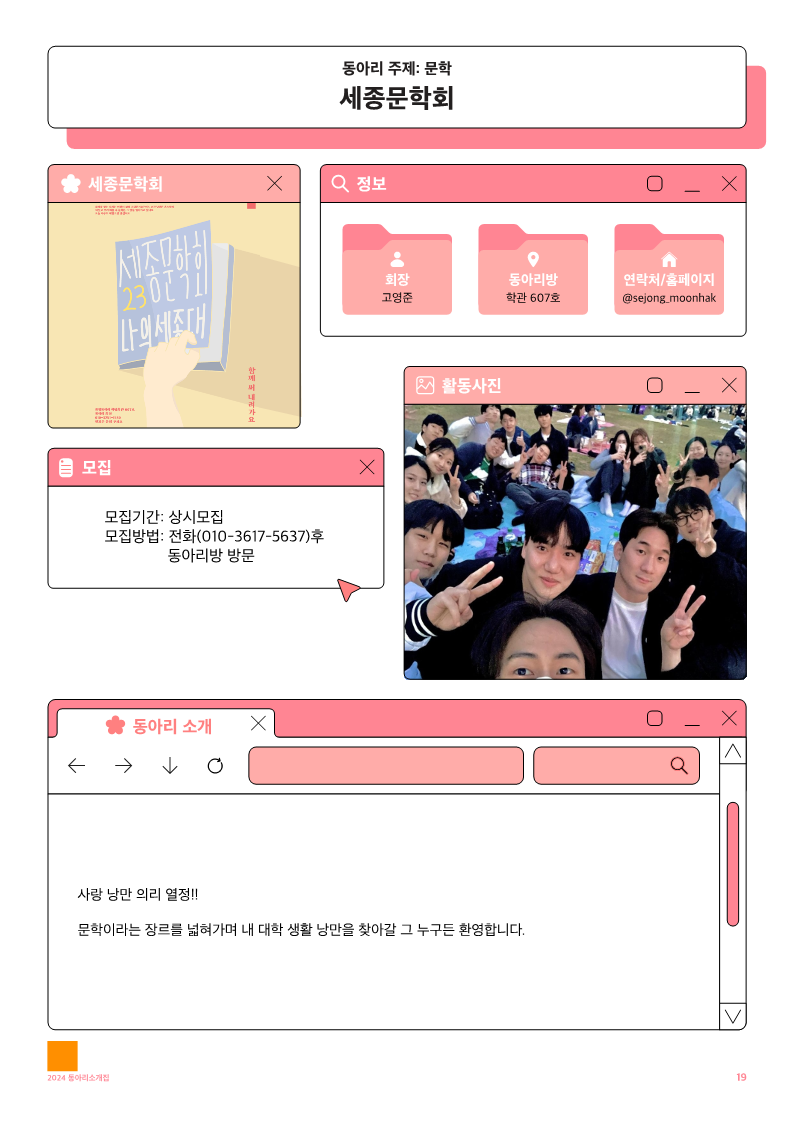 동아리 주제: 문학
세종문학회
세종문학회
세종문학회
23
나의세종대
함께 써 내려가요
정보
회장
고영준
동아리방
학관 607호
연락처/홈페이지
@sejong_moonhak
활동사진
모집
모집기간: 상시모집
모집방법: 전화(010-3617-5637)후
동아리방 방문
동아리 소개
사랑 낭만 의리 열정!!
문학이라는 장르를 넓혀가며 내 대학 생활 낭만을 찾아갈 그 누구든 환영합니다.
2024 동아리소개집
19